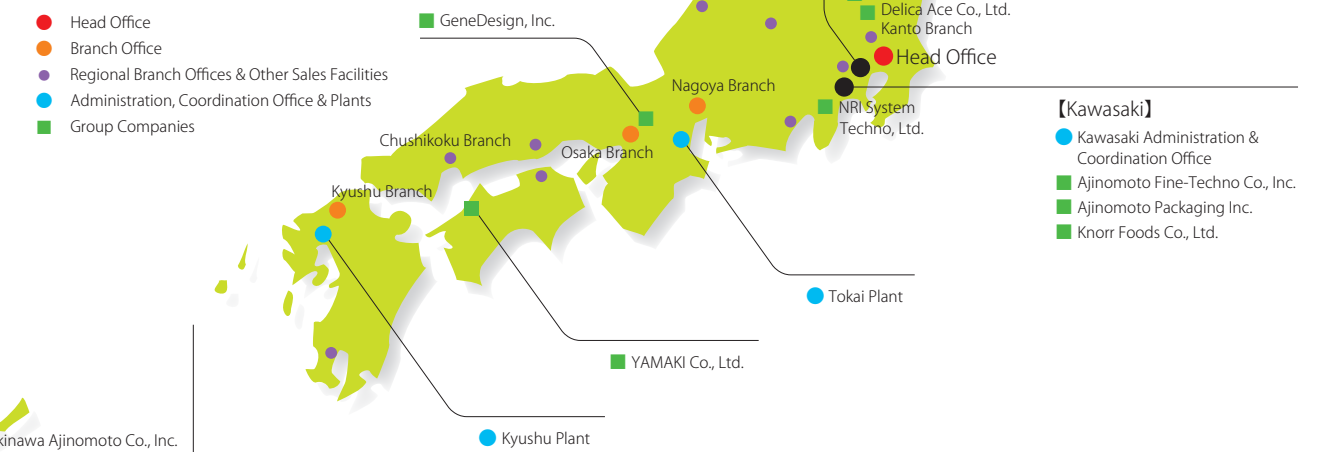 Head Office
Branch Office
Regional Branch Offices & Other Sales Facilities
Administration, Coordination Office & Plants
Group Companies
GeneDesign, Inc.
Delica Ace Co., Ltd.
Kanto Branch
Head Office
Nagoya Branch
NRI System
Techno, Ltd.
Chushikoku Branch
Osaka Branch
Kyushu Branch
【Kawasaki】
Kawasaki Administration &
Coordination Office
Ajinomoto Fine-Techno Co., Inc.
Ajinomoto Packaging Inc.
Knorr Foods Co., Ltd.
Tokai Plant
YAMAKI Co., Ltd.
Kyushu Plant
kinawa Ajinomoto Co., Inc.